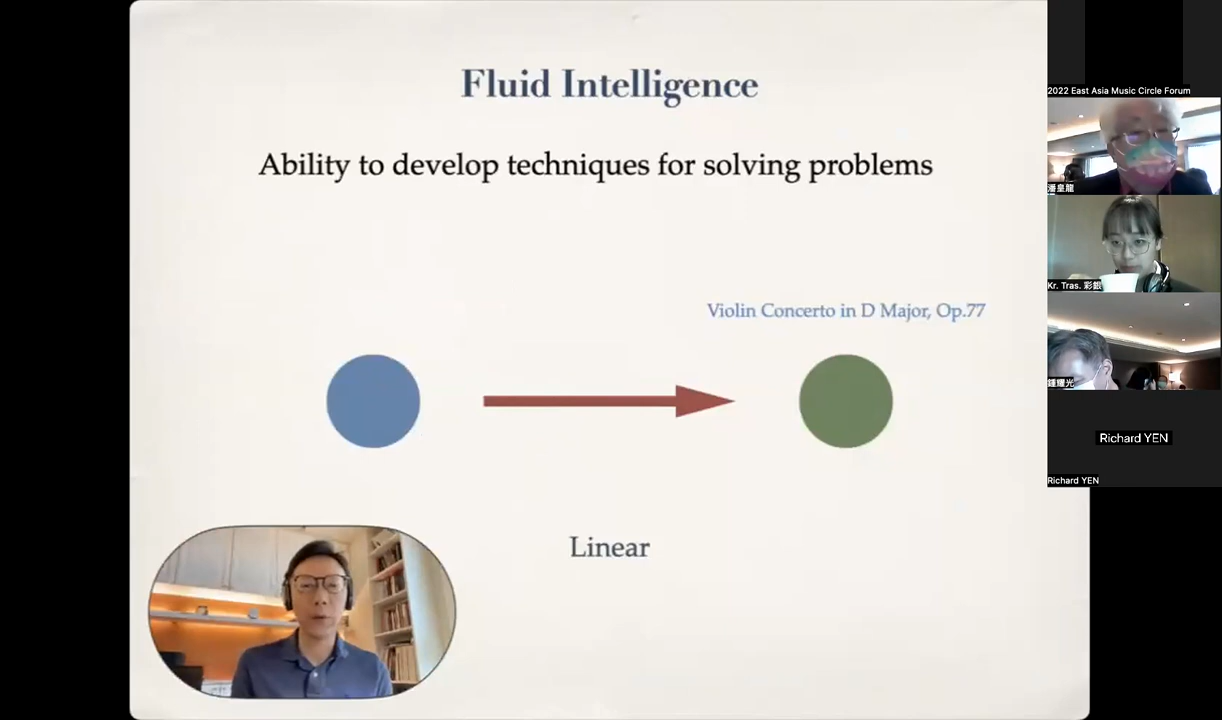 Fluid Intelligence
Ability to develop techniques for solving problems
Violin Concerto in D Major, Op.77
Linear
2022 East Asia Music Circle Forum
潘皇龍
Kr. Tras. 彩銀
鍾耀光
Richard YEN
Richard YEN